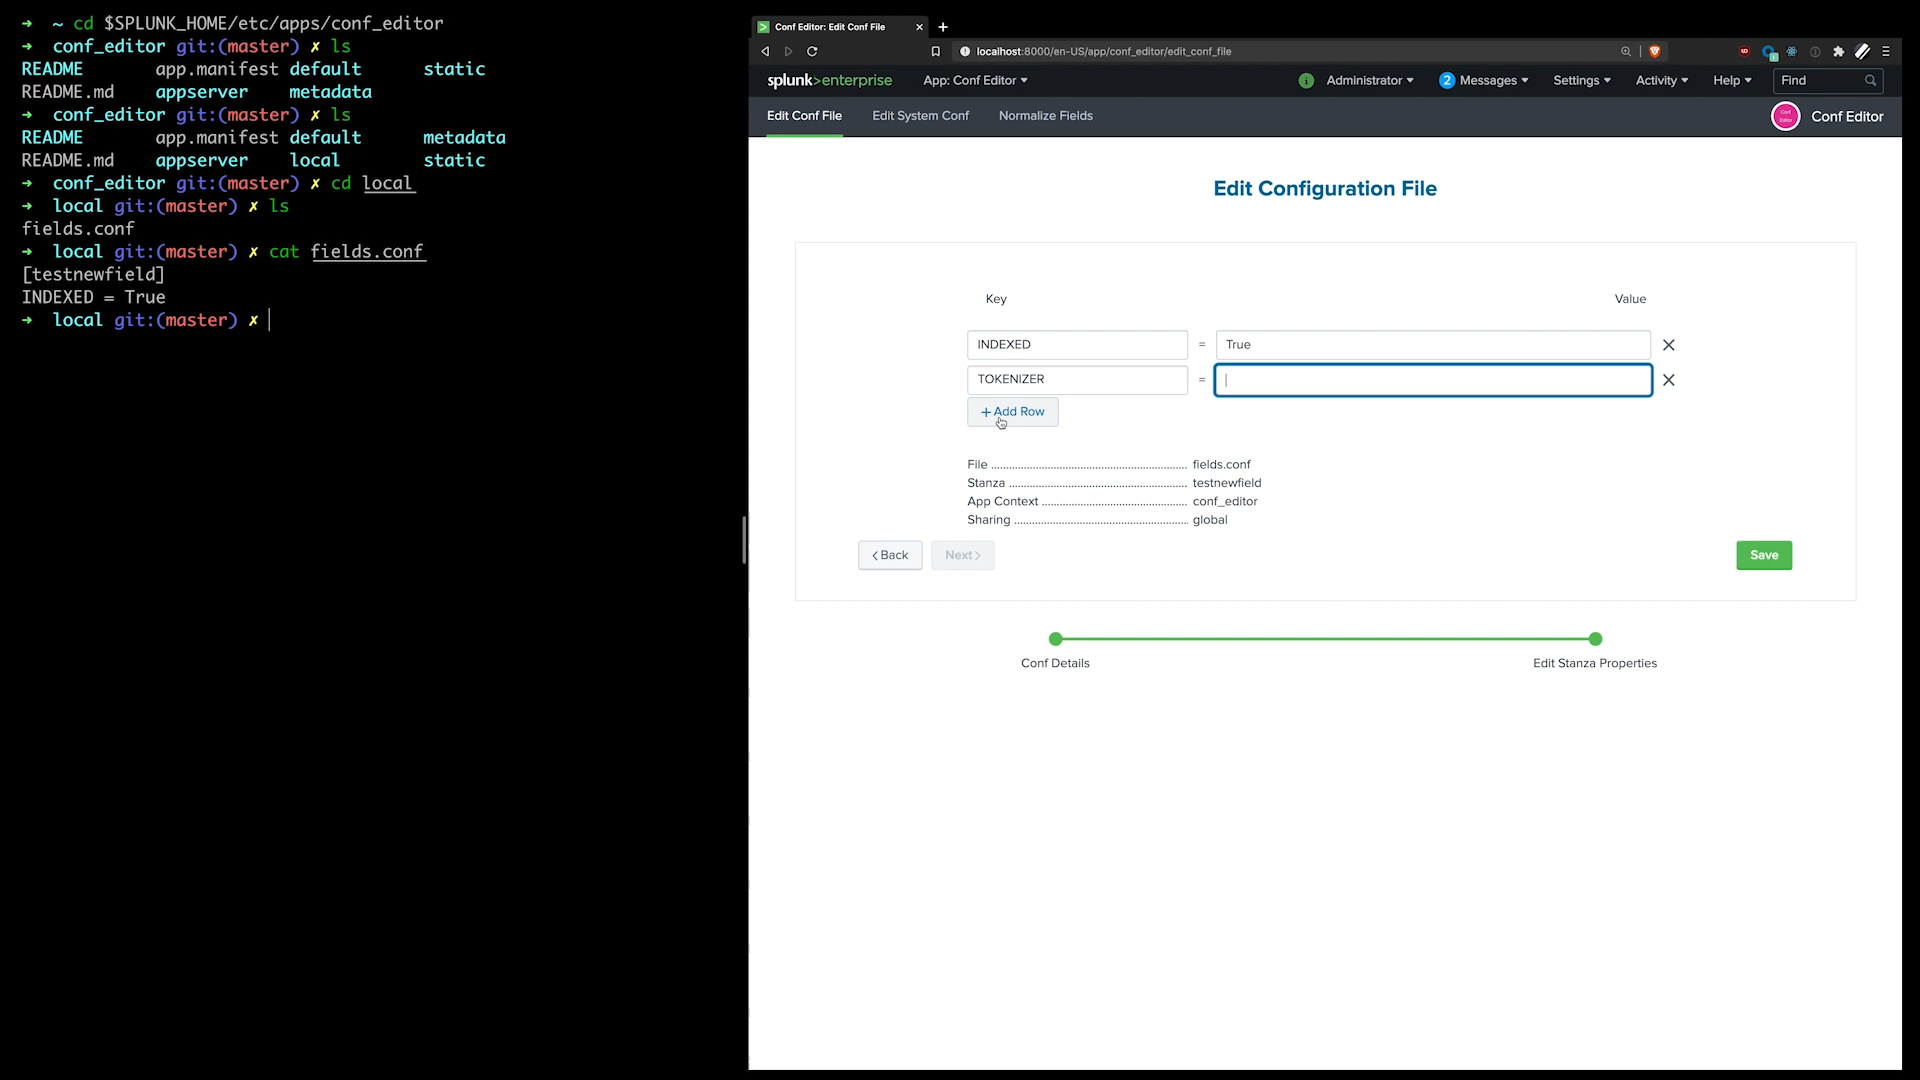 ➜ ~ cd $SPLUNK_HOME/etc/apps/conf_editor
➜ conf_editor git:(master) ✗ ls
README app.manifest default static
README.md appserver metadata
➜ conf_editor git:(master) ✗ ls
README app.manifest default metadata
README.md appserver local static
➜ conf_editor git:(master) ✗ cd local
➜ local git:(master) ✗ ls
fields.conf
➜ local git:(master) ✗ cat fields.conf
[testnewfield]
INDEXED = True
➜ local git:(master) ✗
Conf Editor: Edit Conf File
localhost:8000/en-US/app/conf_editor/edit_conf_file
splunk>enterprise App: Conf Editor Administrator 2 Messages Settings Activity Help Find
Edit Conf File Edit System Conf Normalize Fields Conf Editor
Edit Configuration File
Key Value
INDEXED = True
TOKENIZER =
+ Add Row
File fields.conf
Stanza testnewfield
App Context conf_editor
Sharing global
< Back Next > Save
Conf Details Edit Stanza Properties